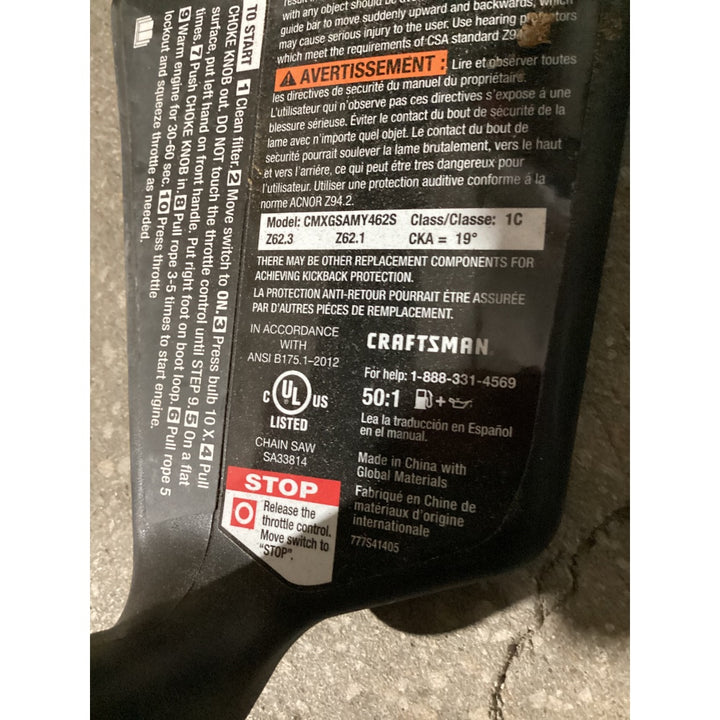 TO START 1 Clean filter. 2 Move switch to ON. 3 Press bulb 10 X. 4 Pull
CHOKE KNOB out. DO NOT touch the throttle control until STEP 9. 5 On a flat
surface, put left hand on front handle. Put right foot on boot loop. 6 Pull rope 5
times. 7 Push CHOKE KNOB in. 8 Pull rope 3-5 times to start engine.
9 Warm engine for 30-60 sec. 10 Press throttle
lockout and squeeze throttle as needed.
with any object should be
guide bar to move suddenly upward and backwards, which
may cause serious injury to the user. Use hearing protectors
which meet the requirements of CSA standard
AVERTISSEMENT : Lire et observer toutes
les directives de sécurité du manuel du propriétaire.
L'utilisateur qui n'observe pas ces directives s'expose à une
blessure sérieuse. Éviter le contact du bout de sécurité de la
lame avec n'importe quel objet. Le contact du bout de
sécurité pourrait soulever la lame brutalement, vers le haut
et vers l'arrière, ce qui peut étre tres dangereux pour
l'utilisateur. Utiliser une protection auditive conforme á la
norme ACNOR Z94.2.
Model: CMXGSAMY462S Class/Classe: 1C
Z62.3 Z62.1 CKA = 19°
THERE MAY BE OTHER REPLACEMENT COMPONENTS FOR
ACHIEVING KICKBACK PROTECTION.
LA PROTECTION ANTI-RETOUR POURRAIT ÊTRE ASSURÉE
PAR D'AUTRES PIÈCES DE REMPLACEMENT.
IN ACCORDANCE
WITH
ANSI B175.1-2012
C UL US
LISTED
CHAIN SAW
SA33814
CRAFTSMAN
For help: 1-888-331-4569
50:1 +
Lea la traducción en Español
en el manual.
Made in China with
Global Materials
Fabriqué en Chine de
matériaux d'origine
internationale
777S41405
STOP
Release the
throttle control.
Move switch to
"STOP".